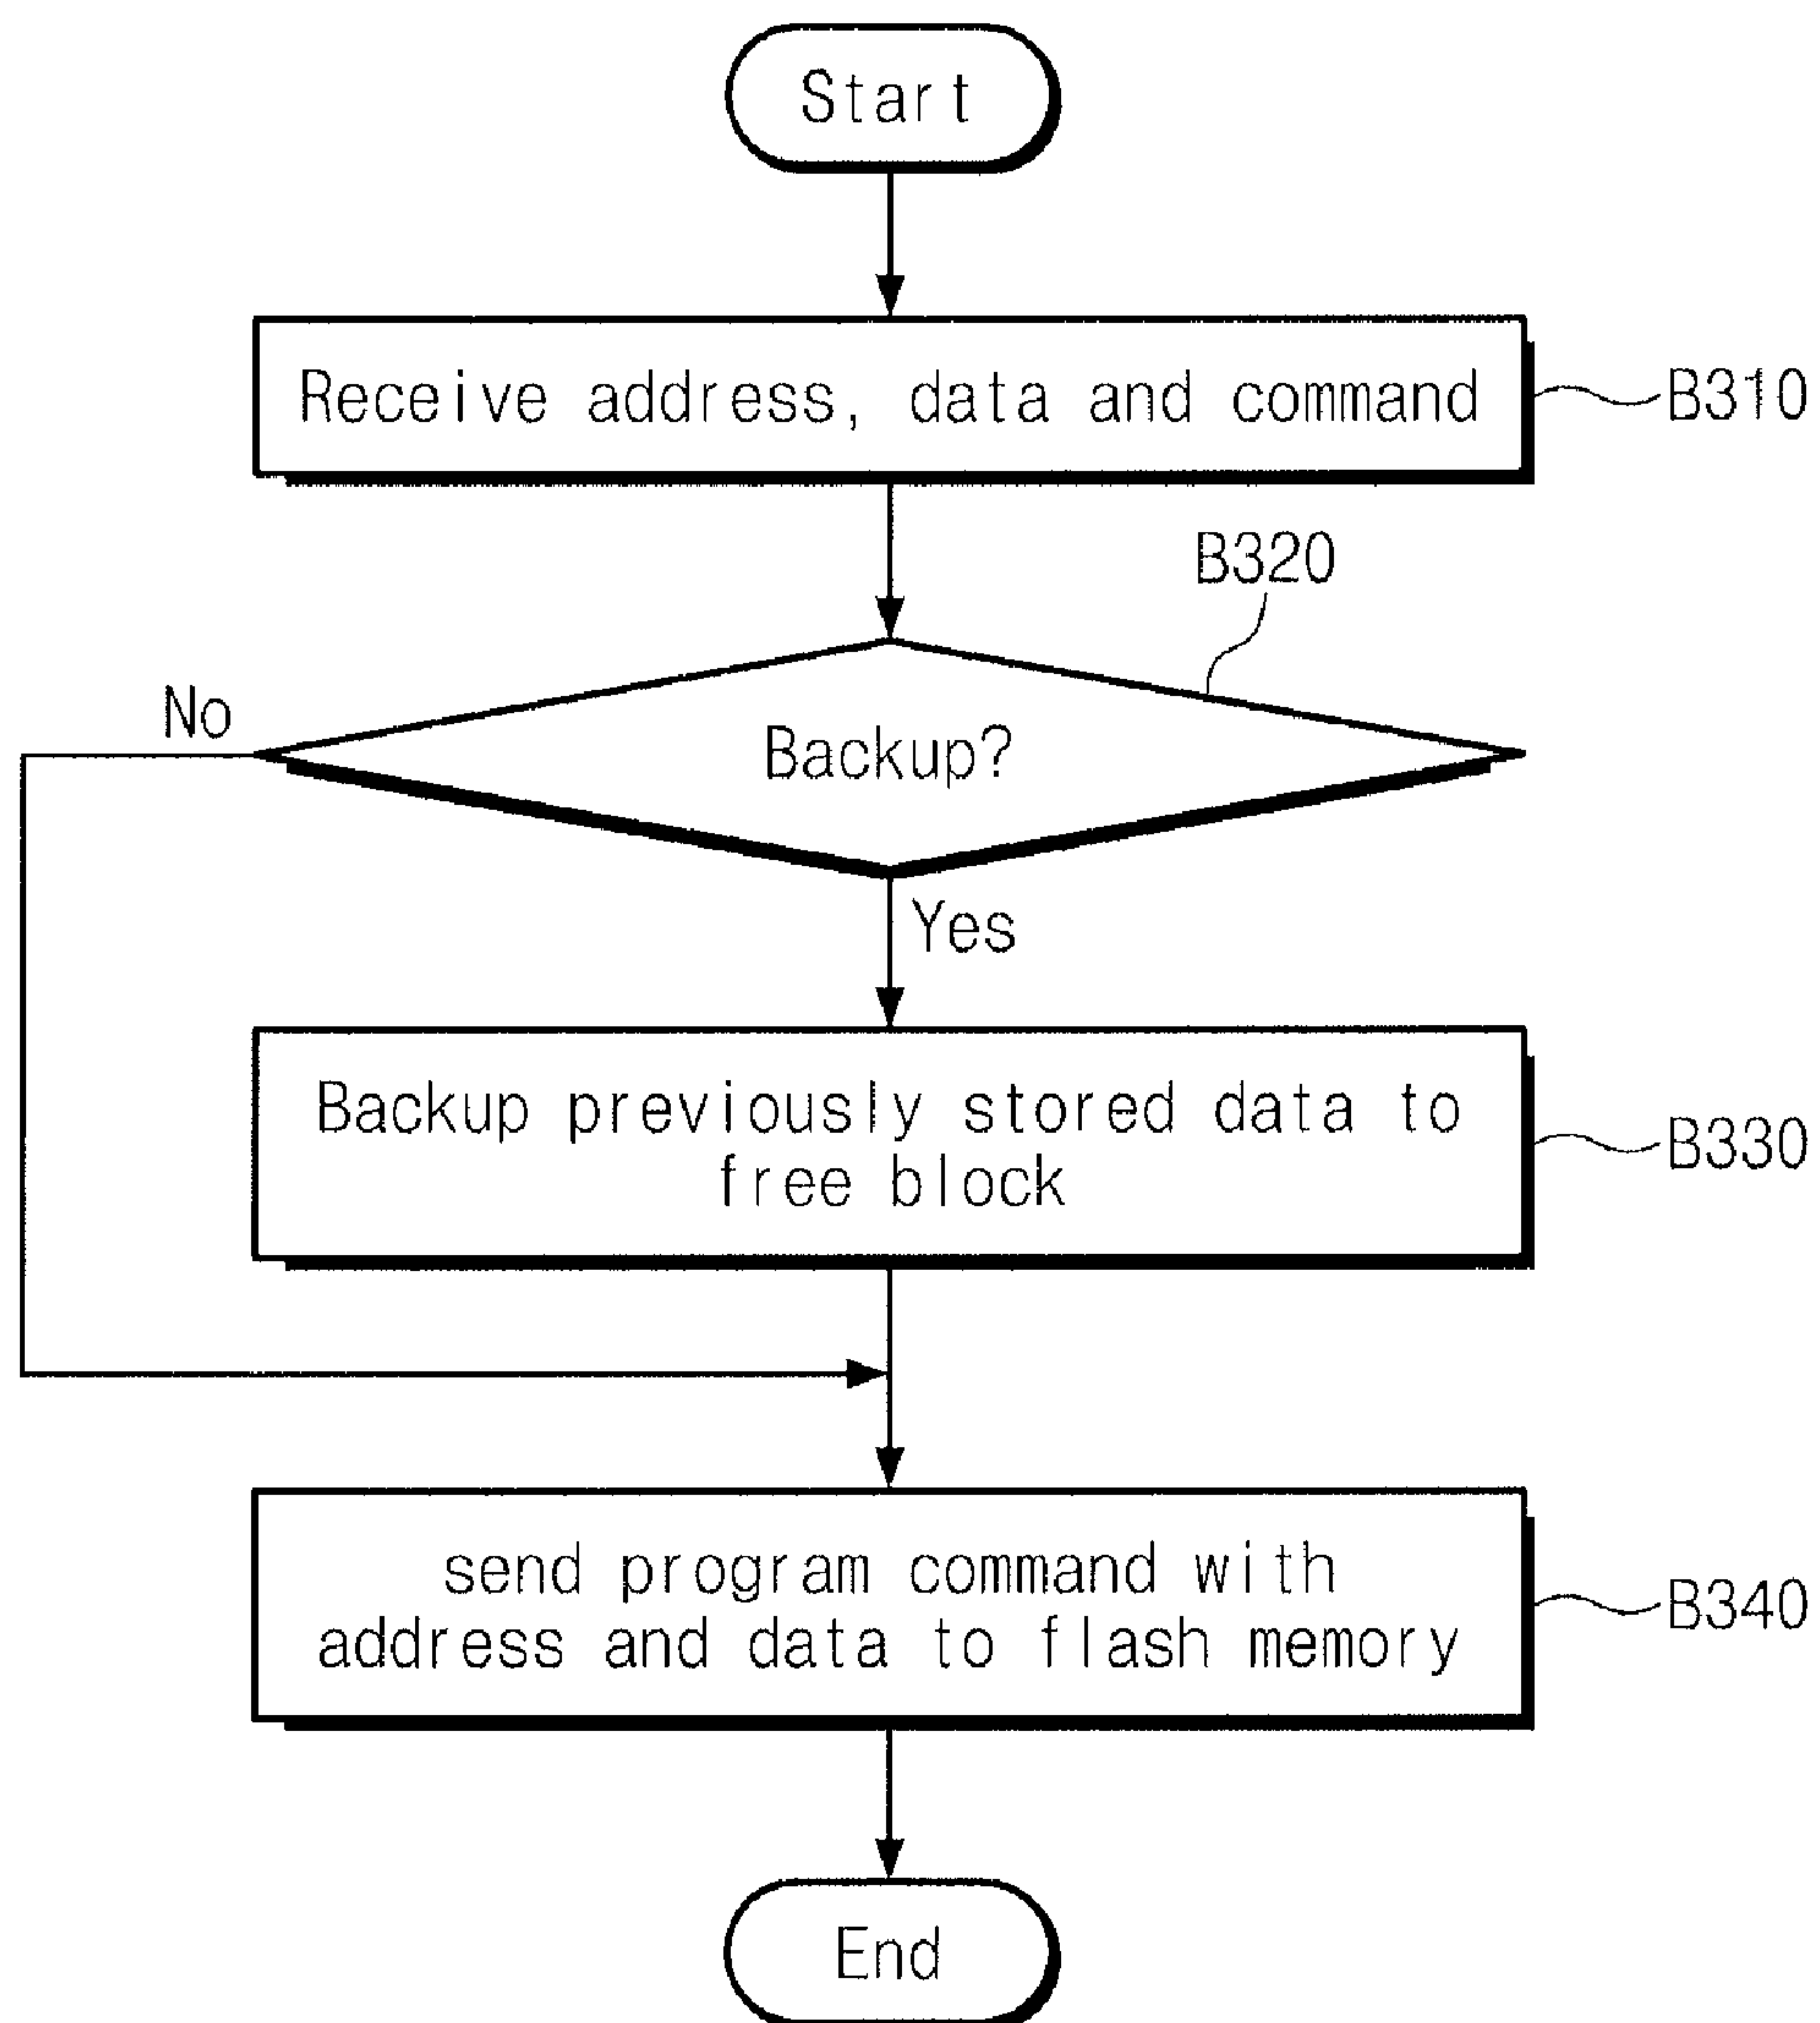 Start
Receive address, data and command
B310
B320
No
Backup?
Yes
Backup previously stored data to
free block
B330
send program command with
address and data to flash memory
B340
End